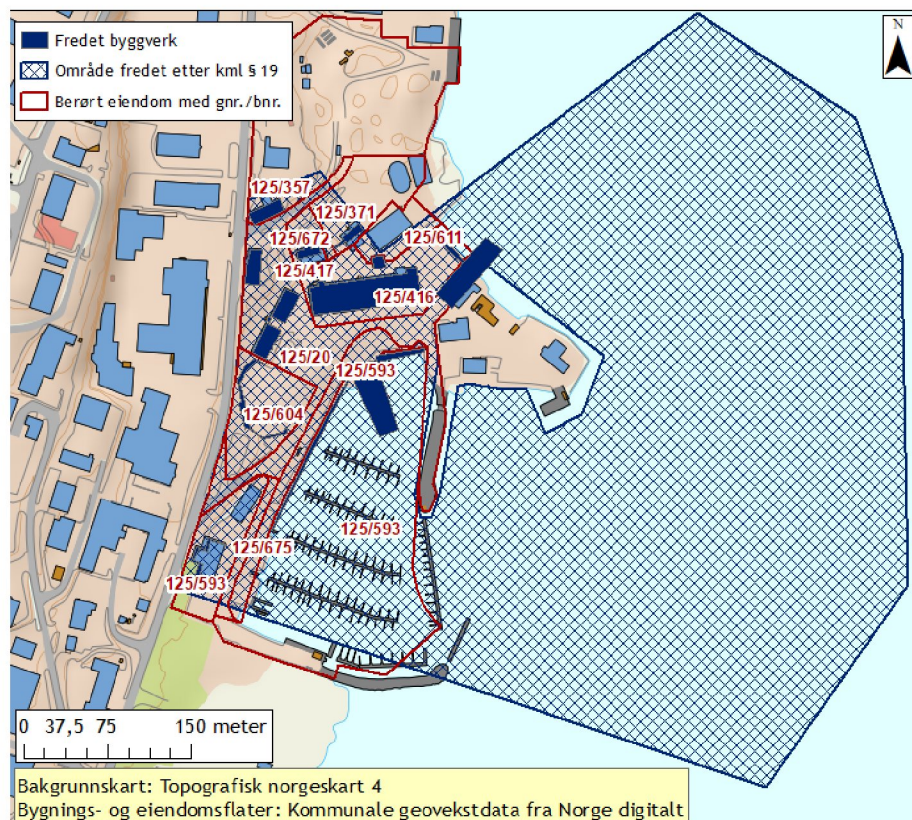 N
Fredet byggverk
Område fredet etter kml § 19
Berørt eiendom med gnr./bnr.
125/357
125/371
125/672
125/611
125/417
125/416
125/20
125/593
125/604
125/593
125/675
125/593
0 37,5 75 150 meter
Bakgrunnskart: Topografisk norgeskart 4
Bygnings- og eiendomsflater: Kommunale geovekstdata fra Norge digitalt